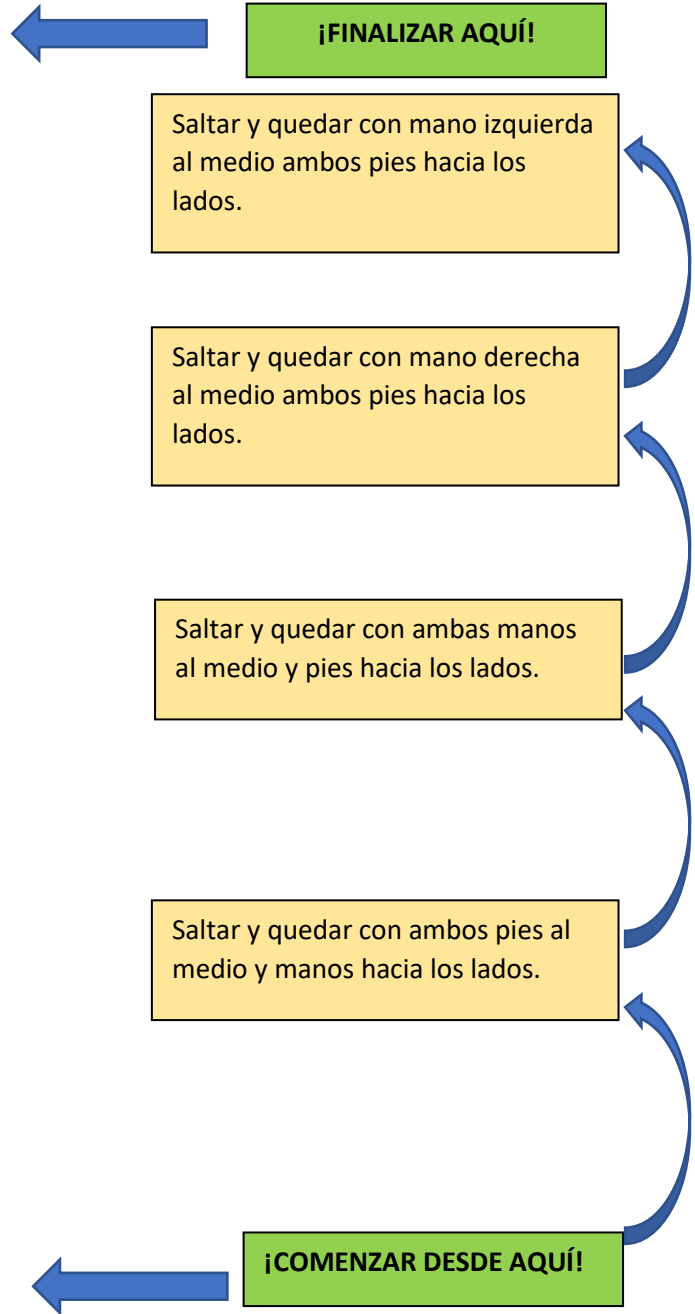 ¡FINALIZAR AQUÍ!
Saltar y quedar con mano izquierda
al medio ambos pies hacia los
lados.
Saltar y quedar con mano derecha
al medio ambos pies hacia los
lados.
Saltar y quedar con ambas manos
al medio y pies hacia los lados.
Saltar y quedar con ambos pies al
medio y manos hacia los lados.
¡COMENZAR DESDE AQUÍ!